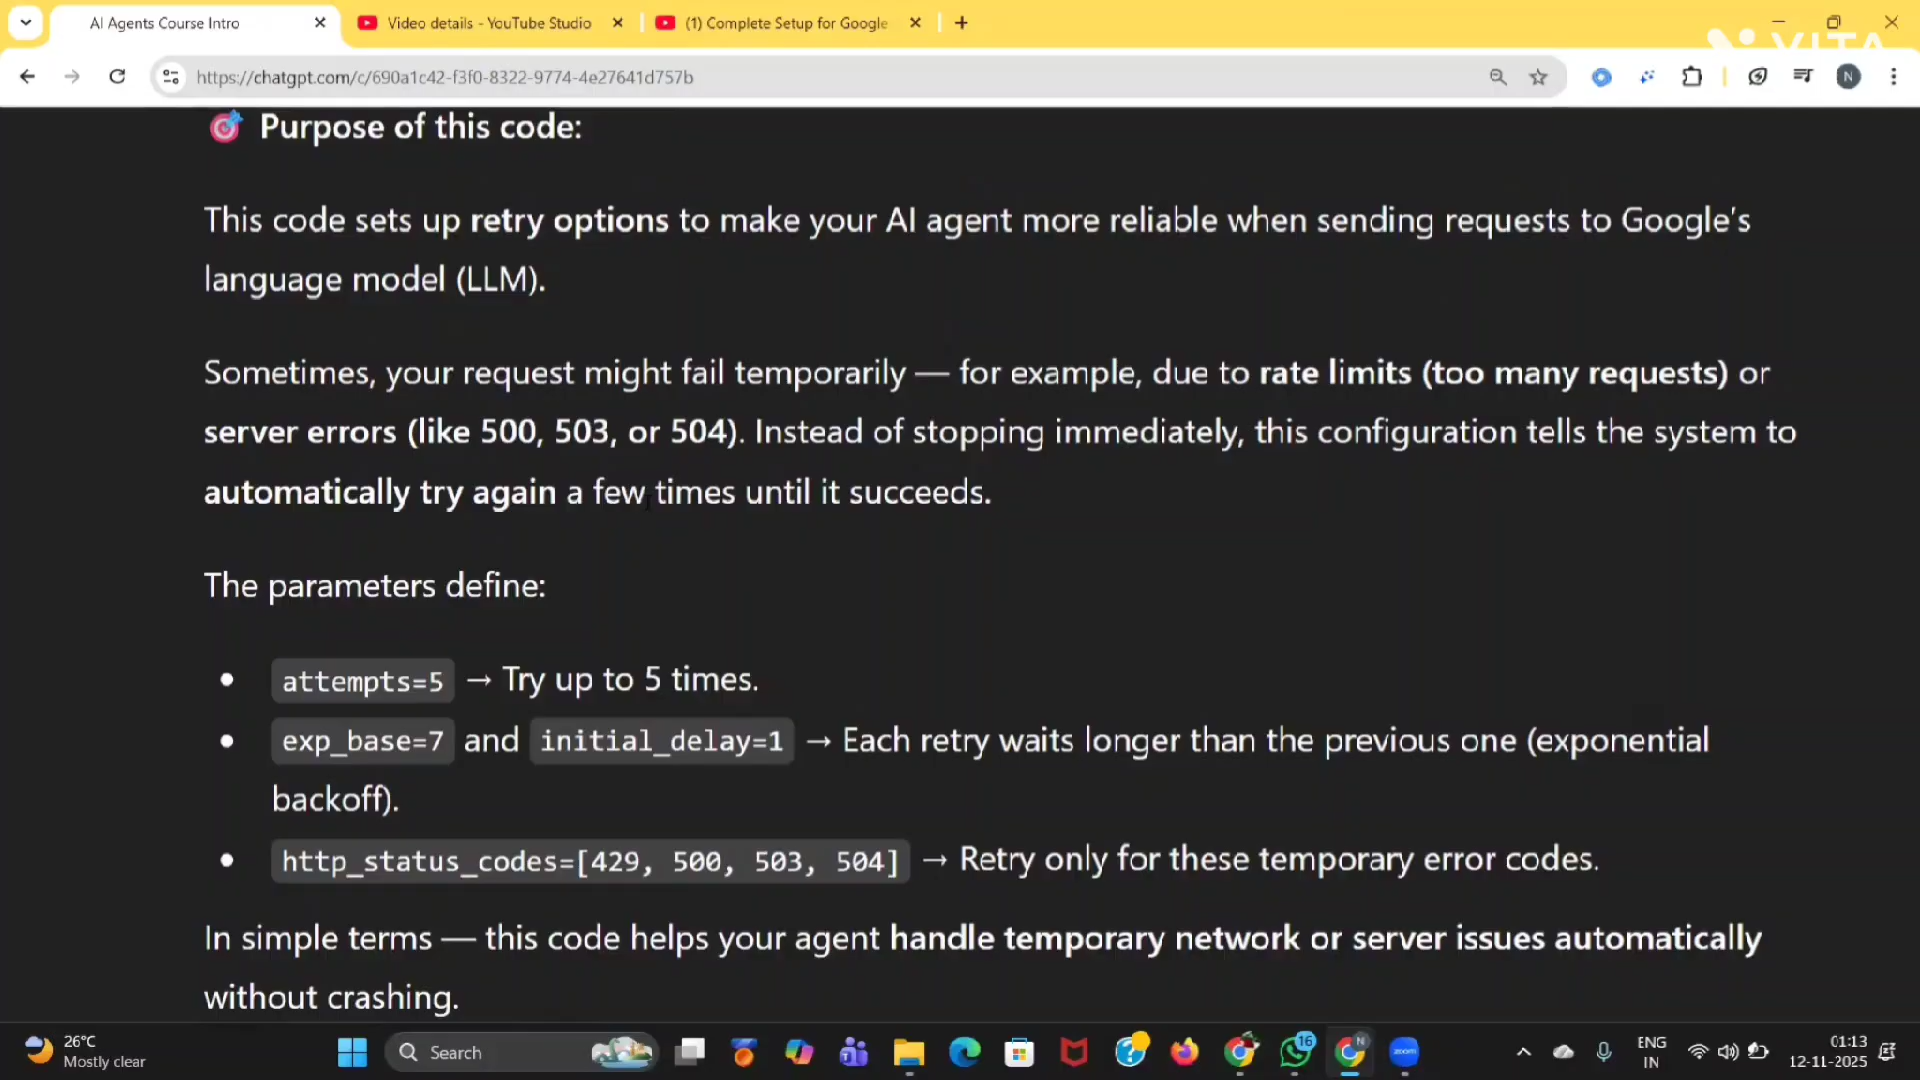 AI Agents Course Intro
Video details - YouTube Studio
(1) Complete Setup for Google
VITA
https://chatgpt.com/c/690a1c42-f3f0-8322-9774-4e27641d757b
N
🎯 Purpose of this code:
This code sets up retry options to make your AI agent more reliable when sending requests to Google's
language model (LLM).
Sometimes, your request might fail temporarily — for example, due to rate limits (too many requests) or
server errors (like 500, 503, or 504). Instead of stopping immediately, this configuration tells the system to
automatically try again a few times until it succeeds.
The parameters define:
• attempts=5 → Try up to 5 times.
• exp_base=7 and initial_delay=1 → Each retry waits longer than the previous one (exponential
backoff).
• http_status_codes=[429, 500, 503, 504] → Retry only for these temporary error codes.
In simple terms — this code helps your agent handle temporary network or server issues automatically
without crashing.
26°C
Mostly clear
Search
16
N
zoom
ENG
IN
01:13
12-11-2025